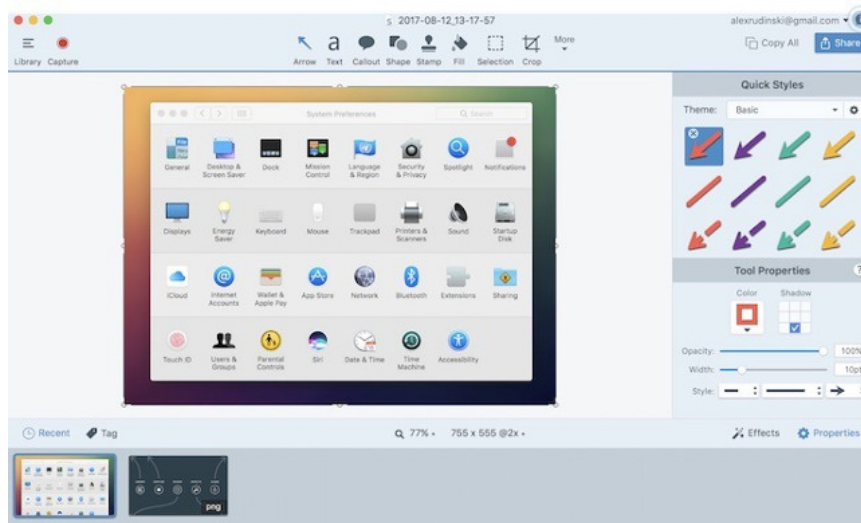 2017-08-12_13-17-57
alexrudinski@gmail.com
Library Capture
Arrow Text Callout Shape Stamp Fill Selection Crop More
Copy All Share
Quick Styles
Theme: Basic
System Preferences Search
General Desktop & Screen Saver Dock Mission Control Language & Region Security & Privacy Spotlight Notifications
Displays Energy Saver Keyboard Mouse Trackpad Printers & Scanners Sound Startup Disk
iCloud Internet Accounts Wallet & Apple Pay App Store Network Bluetooth Extensions Sharing
Touch ID Users & Groups Parental Controls Siri Date & Time Time Machine Accessibility
Tool Properties
Color Shadow
Opacity: 100%
Width: 10pt
Style:
Recent Tag 77% 755 x 555 @2x Effects Properties
png